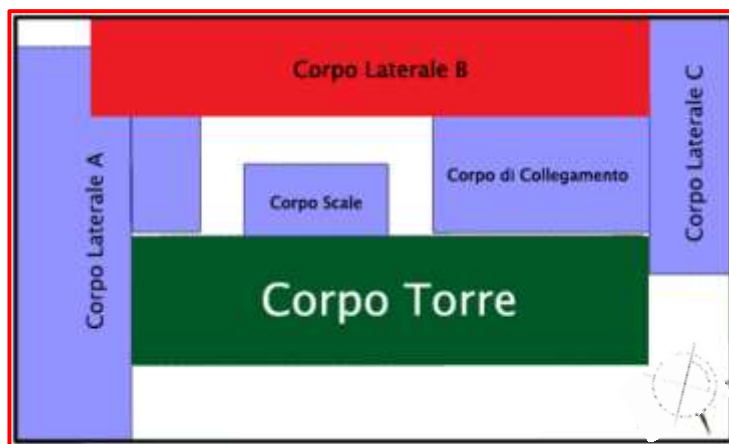 Corpo Laterale B
Corpo Laterale A
Corpo Laterale C
Corpo di Collegamento
Corpo Scale
Corpo Torre